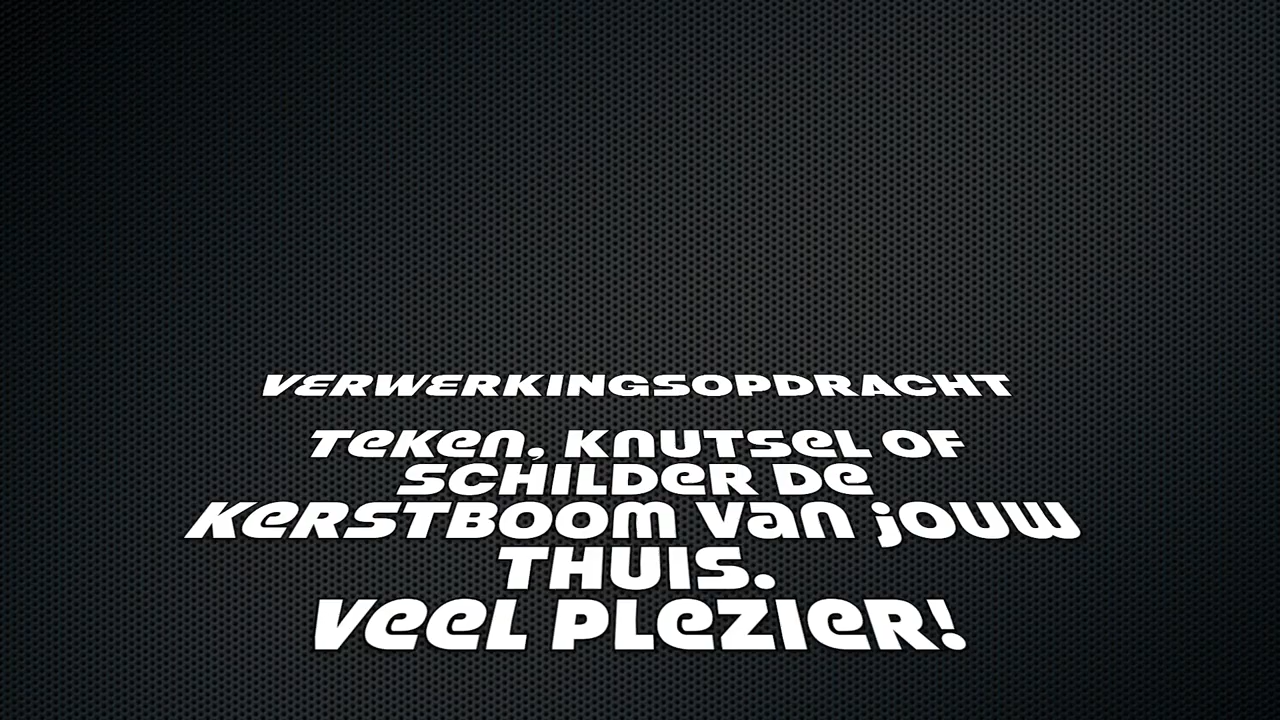 VERWERKINGSOPDRACHT
Teken, knutsel of
schilder de
kerstboom van jouw
thuis.
Veel plezier!